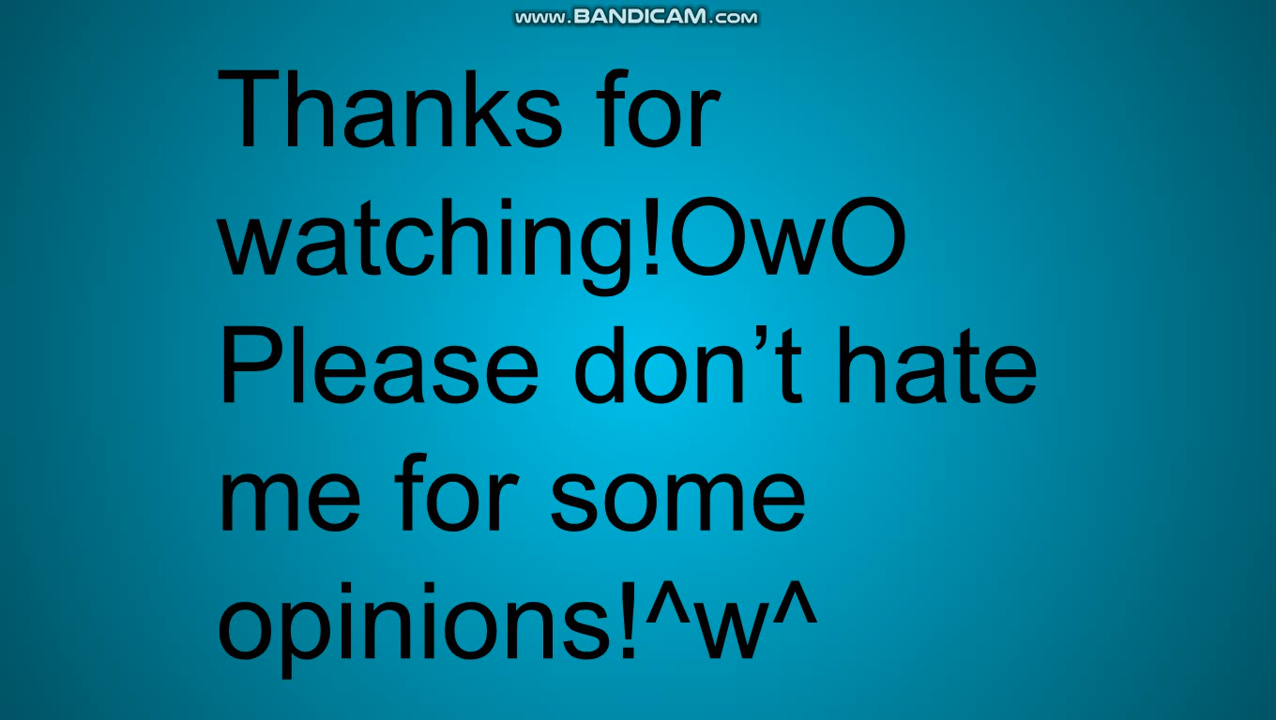 www.BANDICAM.com
Thanks for
watching!OwO
Please don’t hate
me for some
opinions!^w^